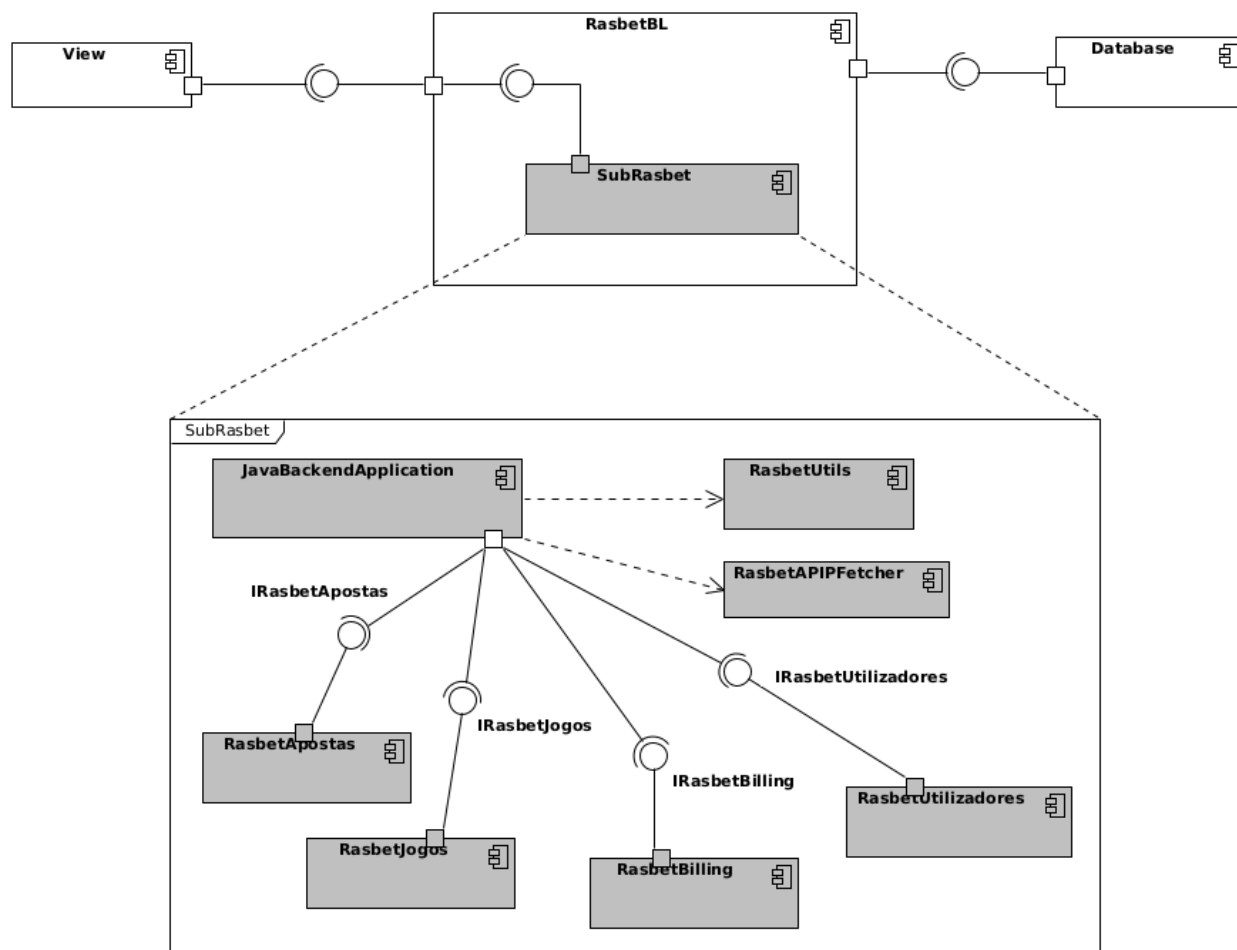 RasbetBL
View
Database
SubRasbet
SubRasbet
JavaBackendApplication
RasbetUtils
RasbetAPIPFetcher
IRasbetApostas
IRasbetUtilizadores
IRasbetJogos
RasbetApostas
IRasbetBilling
RasbetUtilizadores
RasbetJogos
RasbetBilling